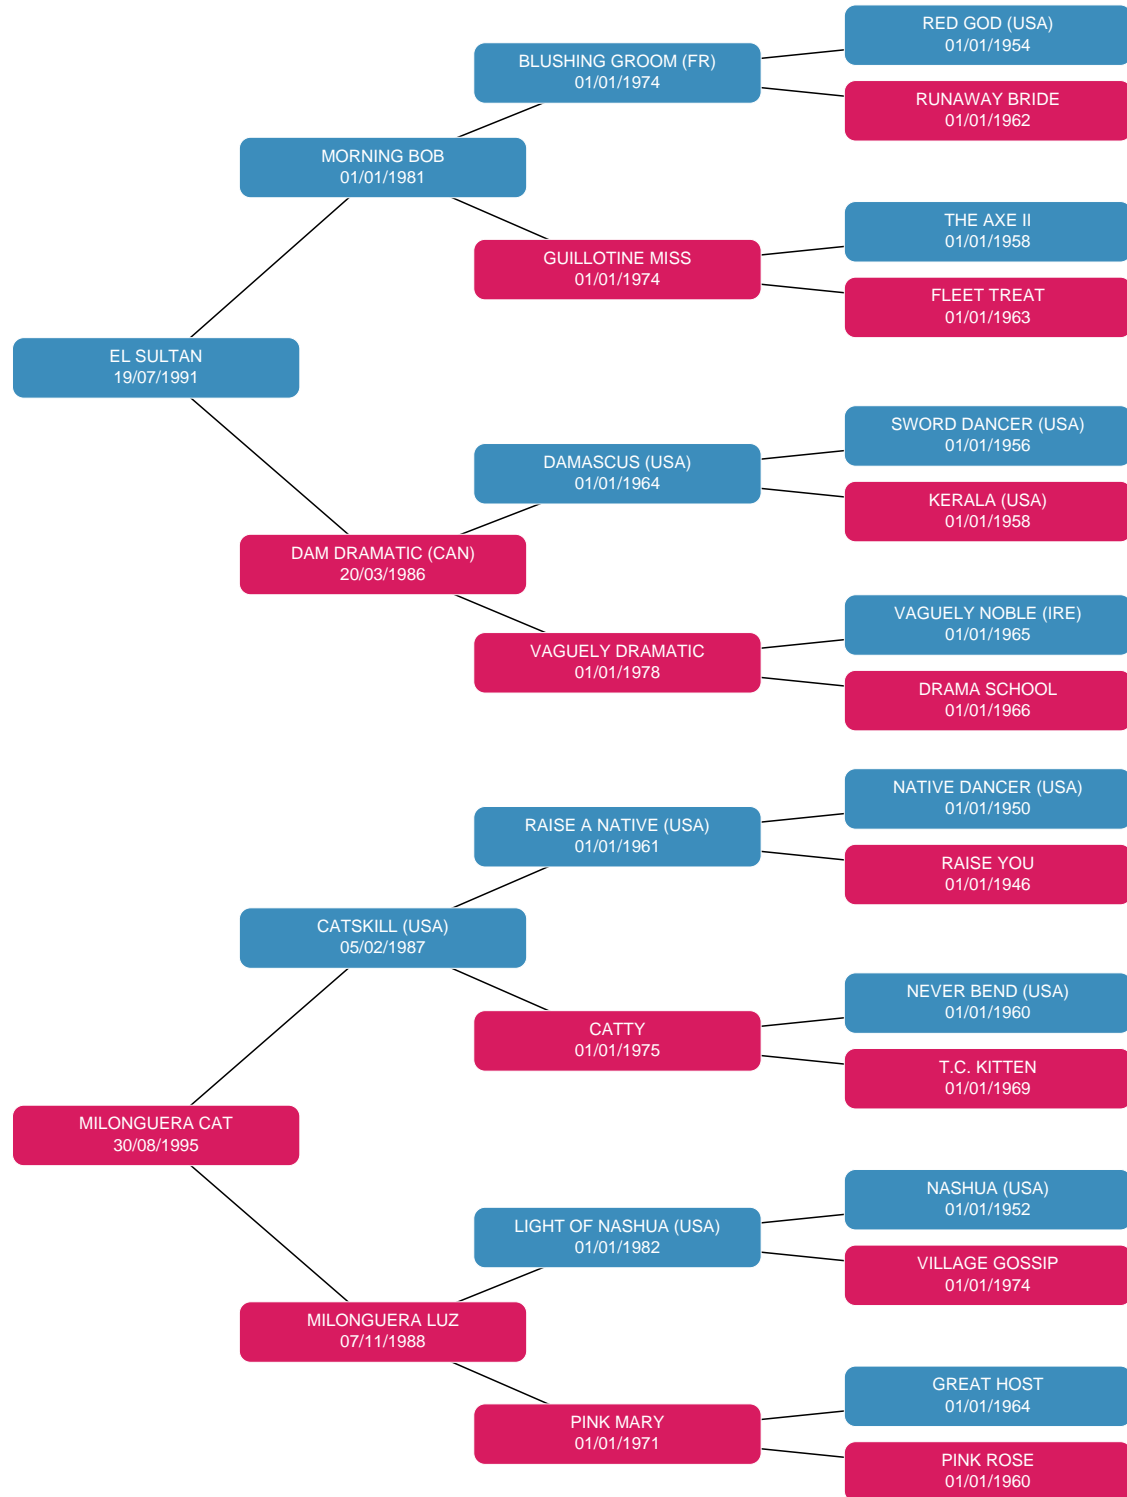 RED GOD (USA)
01/01/1954
BLUSHING GROOM (FR)
01/01/1974
RUNAWAY BRIDE
01/01/1962
MORNING BOB
01/01/1981
THE AXE II
01/01/1958
GUILLOTINE MISS
01/01/1974
FLEET TREAT
01/01/1963
EL SULTAN
19/07/1991
SWORD DANCER (USA)
01/01/1956
DAMASCUS (USA)
01/01/1964
KERALA (USA)
01/01/1958
DAM DRAMATIC (CAN)
20/03/1986
VAGUELY NOBLE (IRE)
01/01/1965
VAGUELY DRAMATIC
01/01/1978
DRAMA SCHOOL
01/01/1966
NATIVE DANCER (USA)
01/01/1950
RAISE A NATIVE (USA)
01/01/1961
RAISE YOU
01/01/1946
CATSKILL (USA)
05/02/1987
NEVER BEND (USA)
01/01/1960
CATTY
01/01/1975
T.C. KITTEN
01/01/1969
MILONGUERA CAT
30/08/1995
NASHUA (USA)
01/01/1952
LIGHT OF NASHUA (USA)
01/01/1982
VILLAGE GOSSIP
01/01/1974
MILONGUERA LUZ
07/11/1988
GREAT HOST
01/01/1964
PINK MARY
01/01/1971
PINK ROSE
01/01/1960